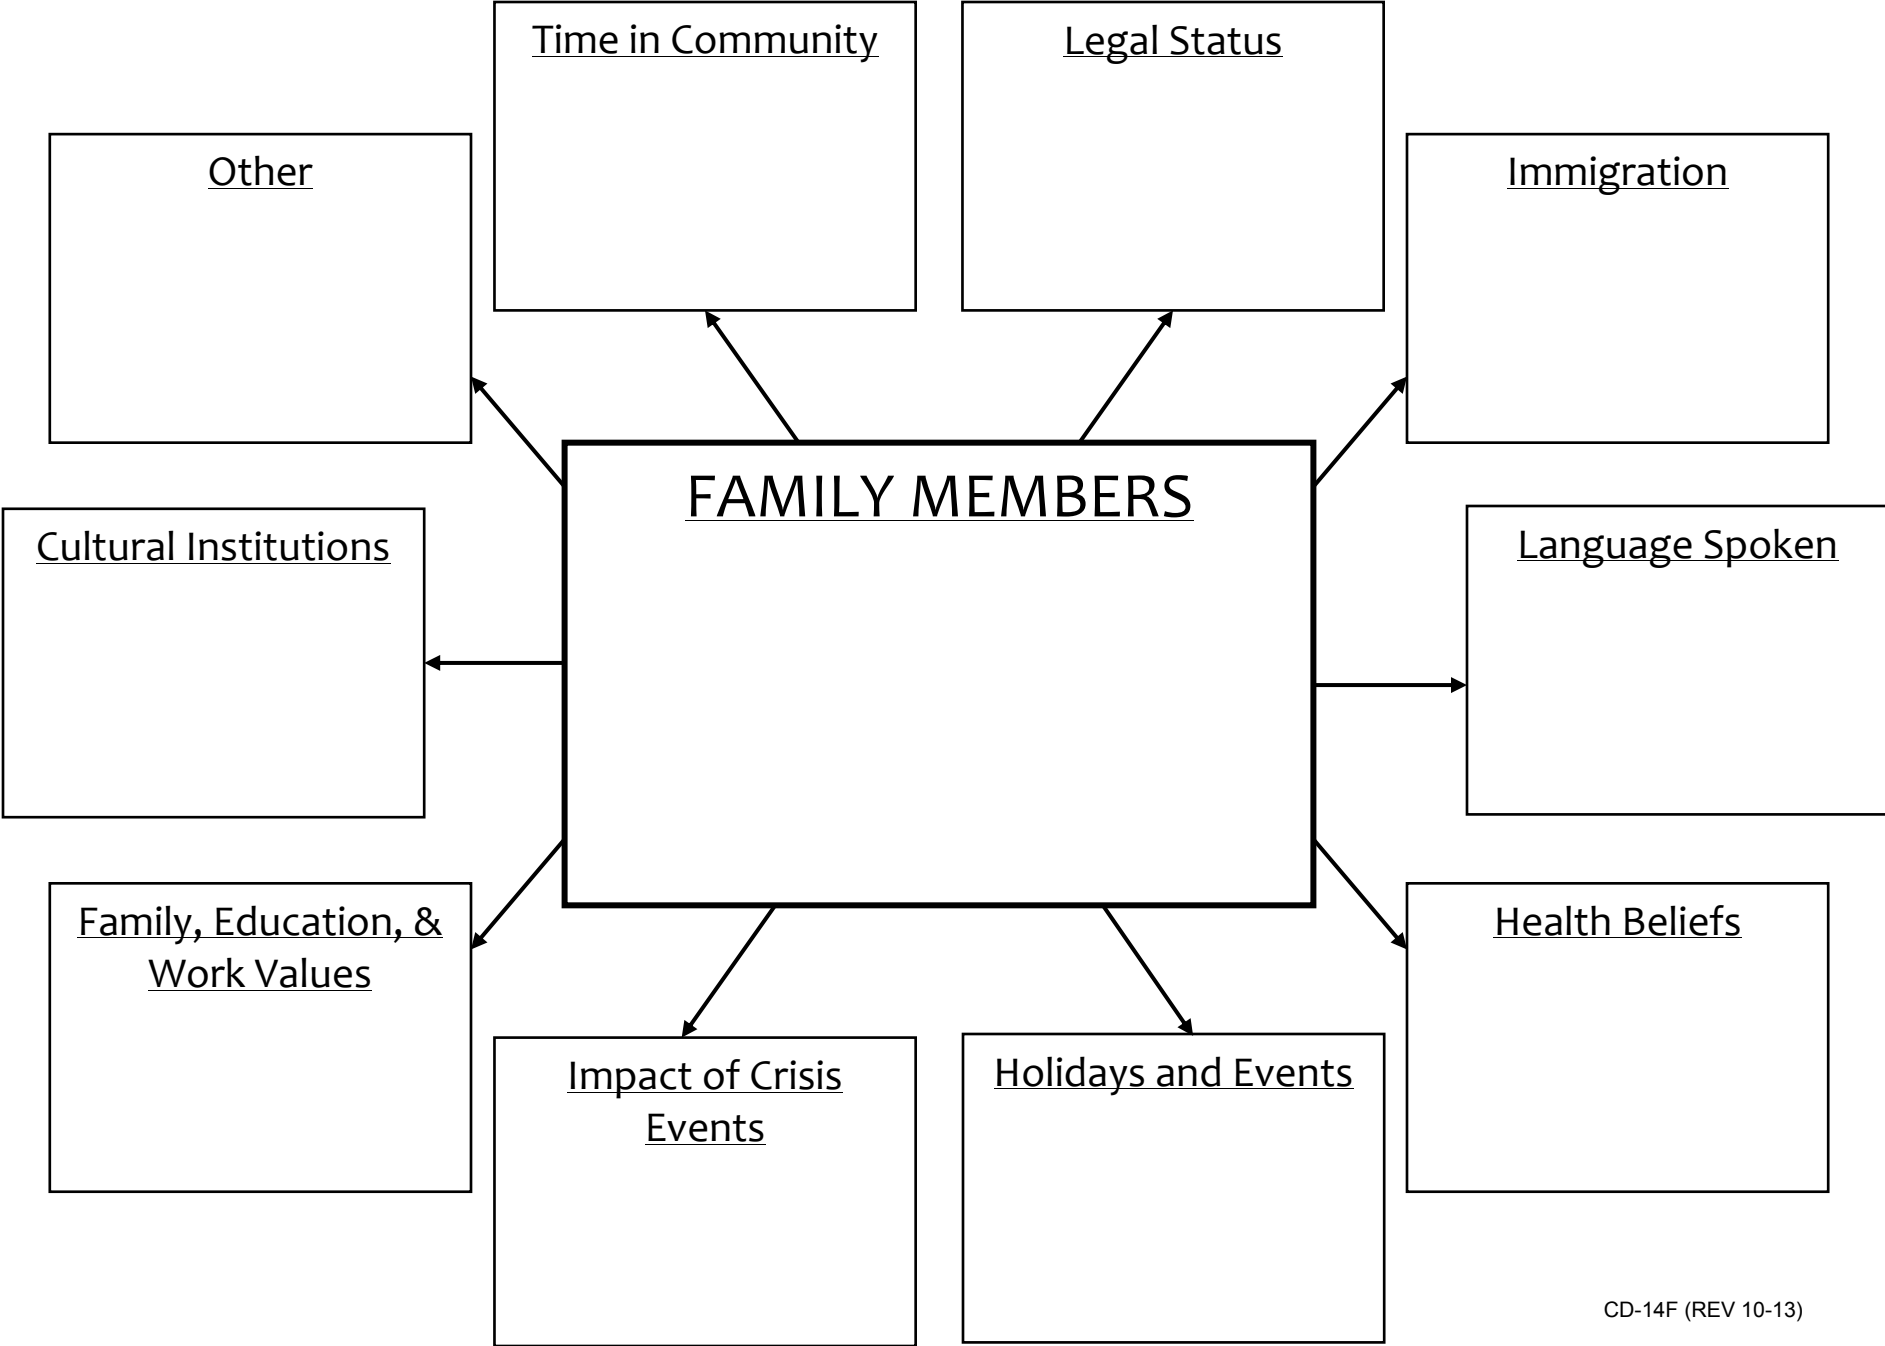 Time in Community
Legal Status
Other
Immigration
FAMILY MEMBERS
Cultural Institutions
Language Spoken
Family, Education, &
Work Values
Health Beliefs
Impact of Crisis
Events
Holidays and Events
CD-14F (REV 10-13)